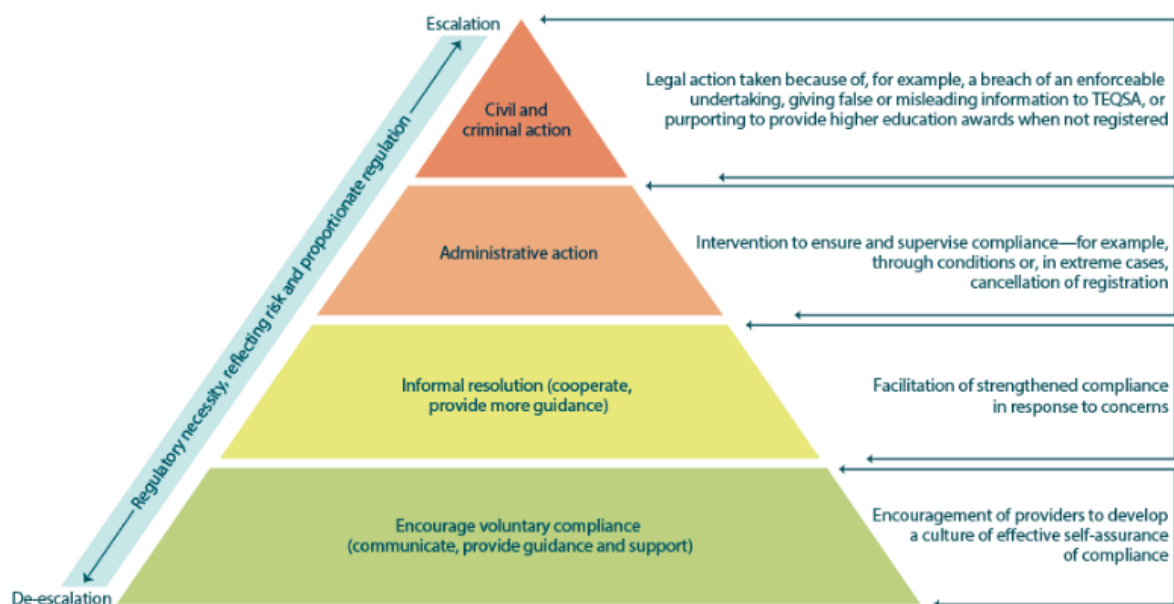 Escalation
Regulatory necessity, reflecting risk and proportionate regulation
De-escalation
Civil and
criminal action
Legal action taken because of, for example, a breach of an enforceable
undertaking, giving false or misleading information to TEQSA, or
purporting to provide higher education awards when not registered
Administrative action
Intervention to ensure and supervise compliance—for example,
through conditions or, in extreme cases,
cancellation of registration
Informal resolution (cooperate,
provide more guidance)
Facilitation of strengthened compliance
in response to concerns
Encourage voluntary compliance
(communicate, provide guidance and support)
Encouragement of providers to develop
a culture of effective self-assurance
of compliance